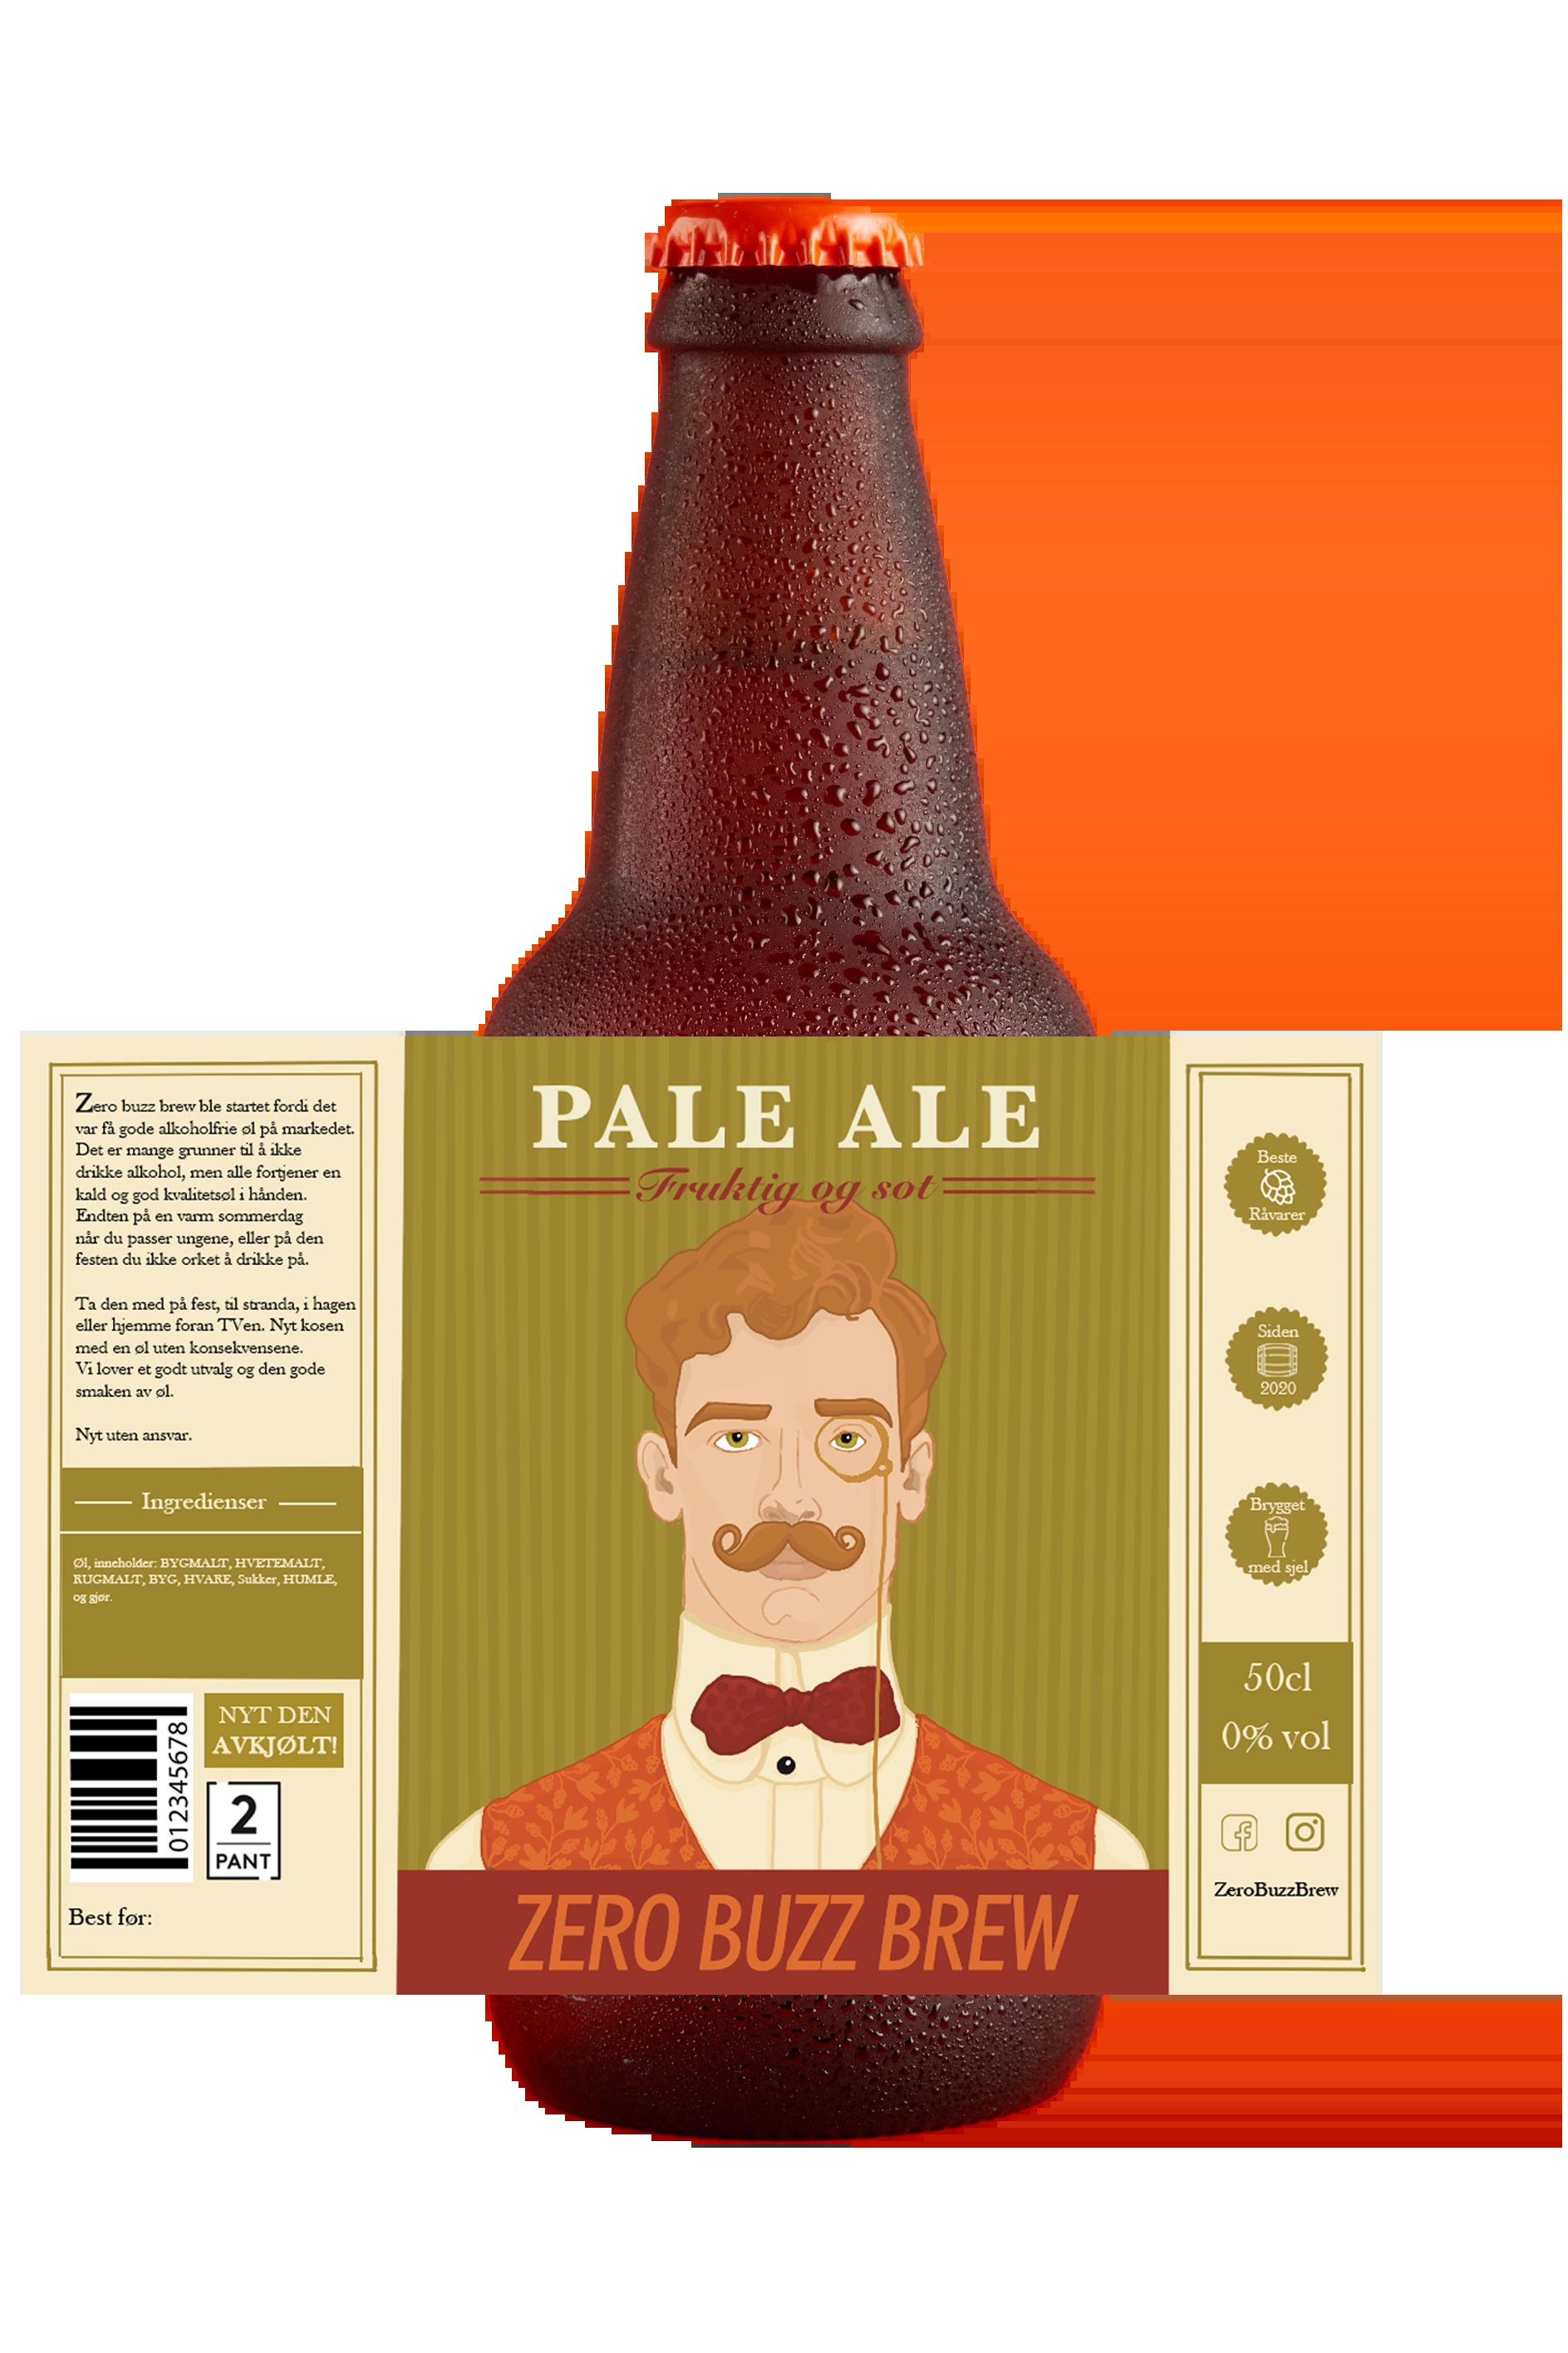 PALE ALE
Fruktig og søt
ZERO BUZZ BREW
Zero buzz brew ble startet fordi det
var få gode alkoholfrie øl på markedet.
Det er mange grunner til å ikke
drikke alkohol, men alle fortjener en
kald og god kvalitetsøl i hånden.
Endten på en varm sommerdag
når du passer ungene, eller på den
festen du ikke orket å drikke på.
Ta den med på fest, til stranda, i hagen
eller hjemme foran TVen. Nyt kosen
med en øl uten konsekvensene.
Vi lover et godt utvalg og den gode
smaken av øl.
Nyt uten ansvar.
Ingredienser
Øl, inneholder: BYGMALT, HVETEMALT,
RUGMALT, BYG, HVARE, Sukker, HUMLE,
og gjør.
012345678
NYT DEN
AVKJØLT!
2
PANT
Best før:
Beste
Råvarer
Siden
2020
Brygget
med sjel
50cl
0% vol
ZeroBuzzBrew